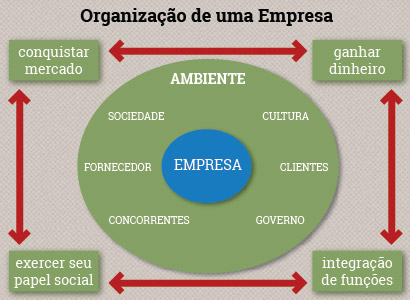 Organização de uma Empresa
conquistar
mercado
ganhar
dinheiro
AMBIENTE
SOCIEDADE
CULTURA
FORNECEDOR
EMPRESA
CLIENTES
CONCORRENTES
GOVERNO
exercer seu
papel social
integração
de funções